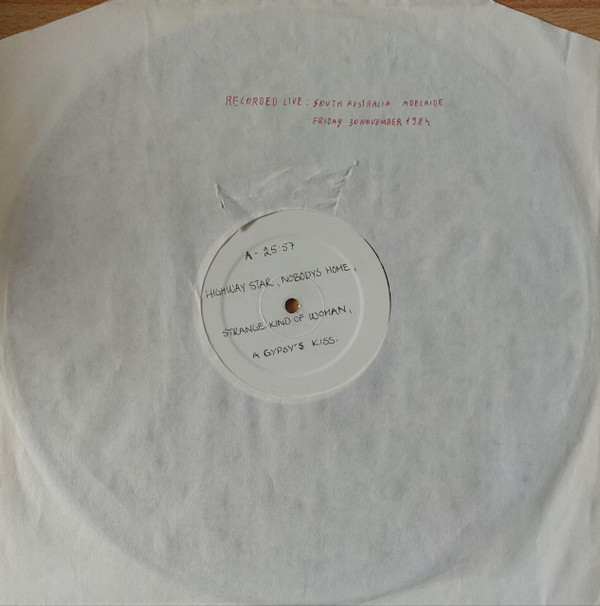 RECORDED LIVE: SOUTH AUSTRALIA ADELAIDE
FRIDAY 30 NOVEMBER 1984
A - 25:57
HIGHWAY STAR, NOBODYS HOME,
STRANGE KIND OF WOMAN,
A GYPSY'S KISS.